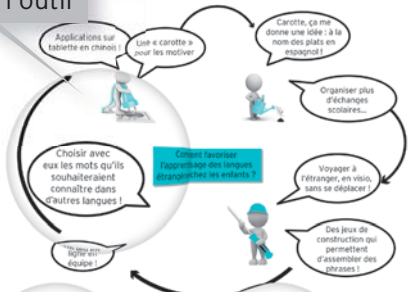 l'outil
Applications sur
tablette en chinois !
Une « carotte »
pour les motiver
Carotte, ça me
donne une idée : à la
nom des plats en
espagnol !
Organiser plus
d'échanges
scolaires...
Voyager à
l'étranger, en visio,
sans se déplacer !
Des jeux de
construction qui
permettent
d'assembler des
phrases !
ligne en
équipe !
Choisir avec
eux les mots qu'ils
souhaiteraient
connaître dans
d'autres langues !
Coment favoriser
l'apprentissage des langues
chez les enfants ?